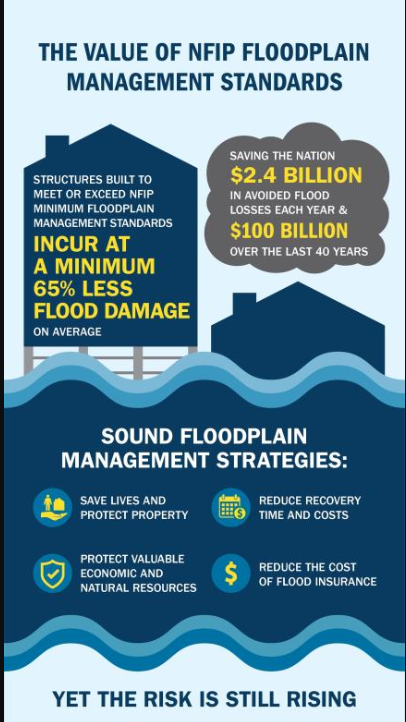 THE VALUE OF NFIP FLOODPLAIN
MANAGEMENT STANDARDS
STRUCTURES BUILT TO
MEET OR EXCEED NFIP
MINIMUM FLOODPLAIN
MANAGEMENT STANDARDS
INCUR AT
A MINIMUM
65% LESS
FLOOD DAMAGE
ON AVERAGE
SAVING THE NATION
$2.4 BILLION
IN AVOIDED FLOOD
LOSSES EACH YEAR &
$100 BILLION
OVER THE LAST 40 YEARS
SOUND FLOODPLAIN
MANAGEMENT STRATEGIES:
SAVE LIVES AND
PROTECT PROPERTY
$
REDUCE RECOVERY
TIME AND COSTS
PROTECT VALUABLE
ECONOMIC AND
NATURAL RESOURCES
$
REDUCE THE COST
OF FLOOD INSURANCE
YET THE RISK IS STILL RISING